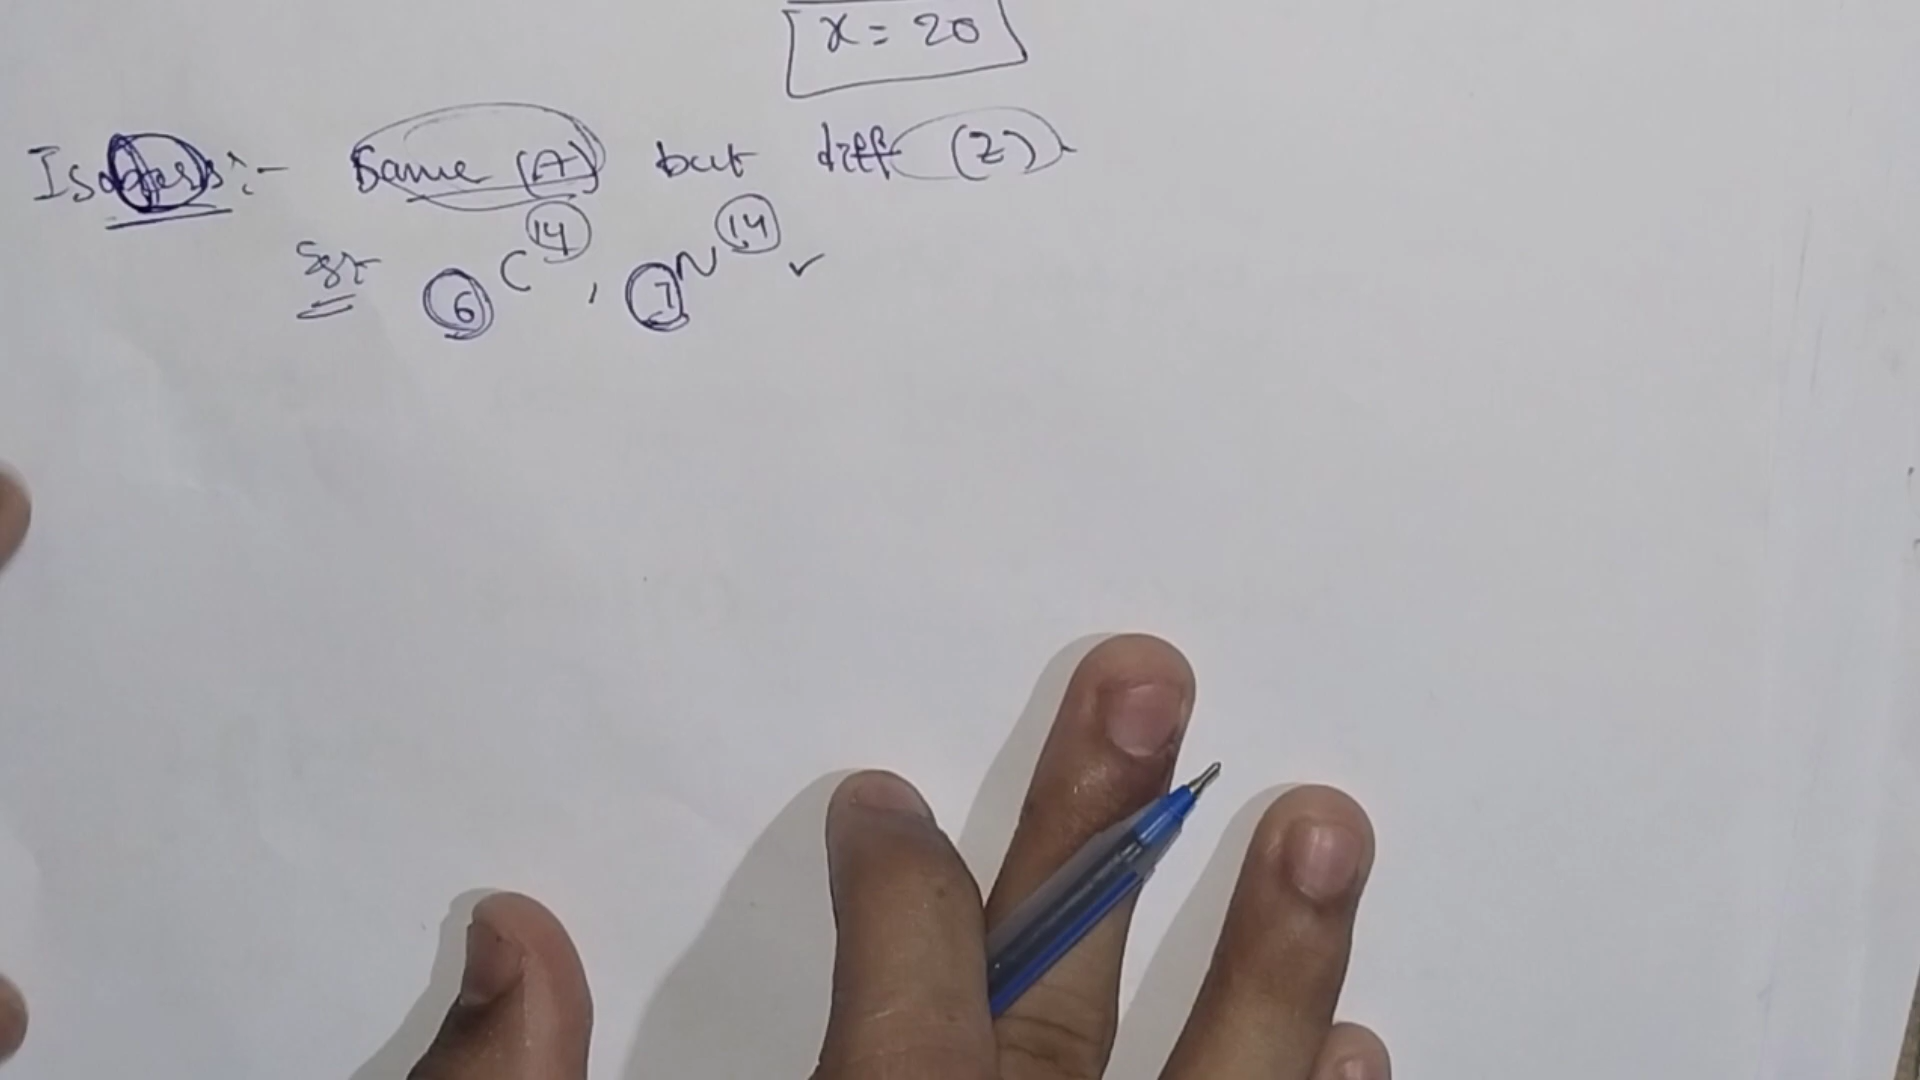 x = 20
Isobars :- Same (A) but diff (Z)
Eg:- ₆C¹⁴, ₇N¹⁴ ✓